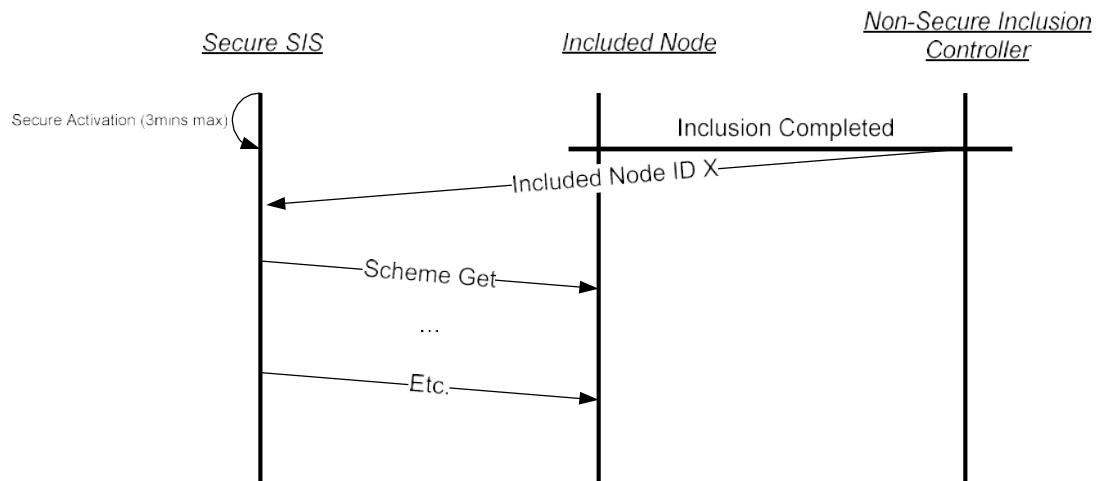 Secure SIS
Included Node
Non-Secure Inclusion
Controller
Secure Activation (3mins max)
Inclusion Completed
Included Node ID X
Scheme Get
...
Etc.